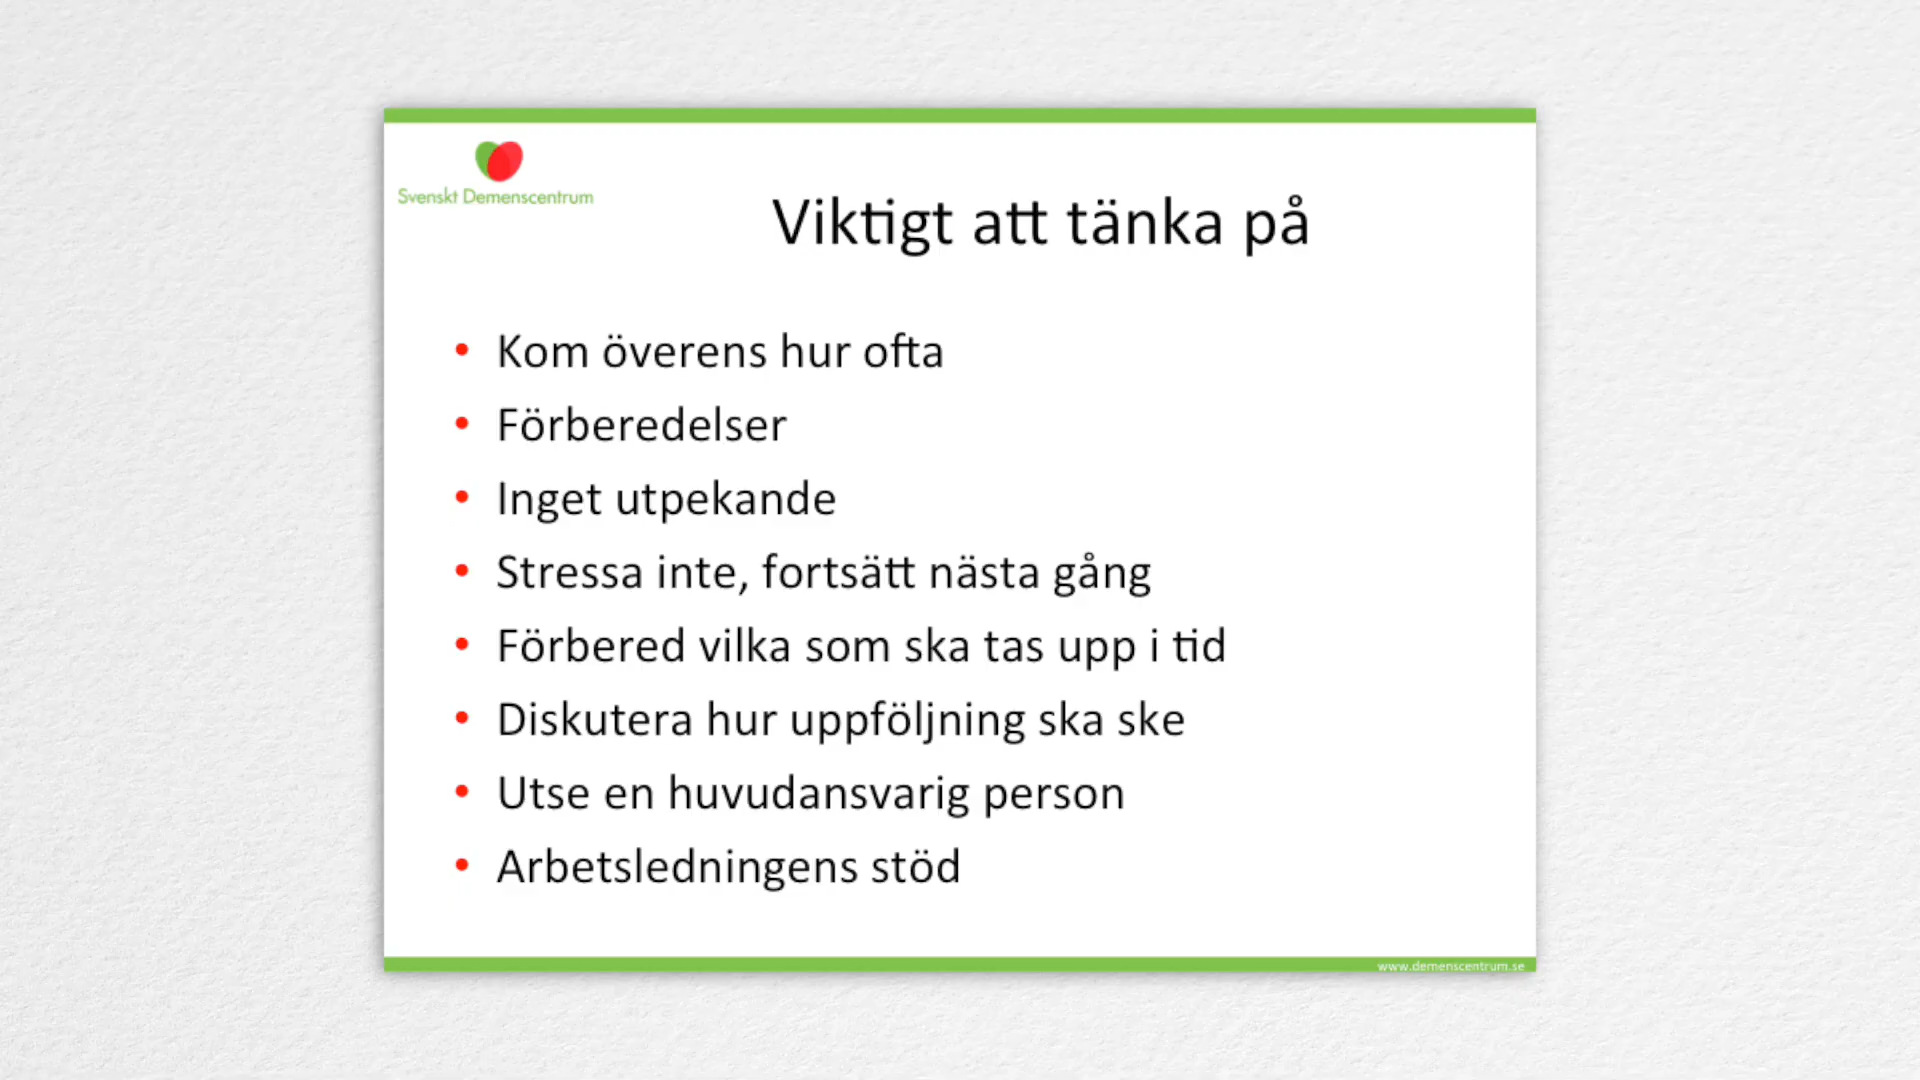 Svenskt Demenscentrum
Viktigt att tänka på
• Kom överens hur ofta
• Förberedelser
• Inget utpekande
• Stressa inte, fortsätt nästa gång
• Förbered vilka som ska tas upp i tid
• Diskutera hur uppföljning ska ske
• Utse en huvudansvarig person
• Arbetsledningens stöd
www.demenscentrum.se